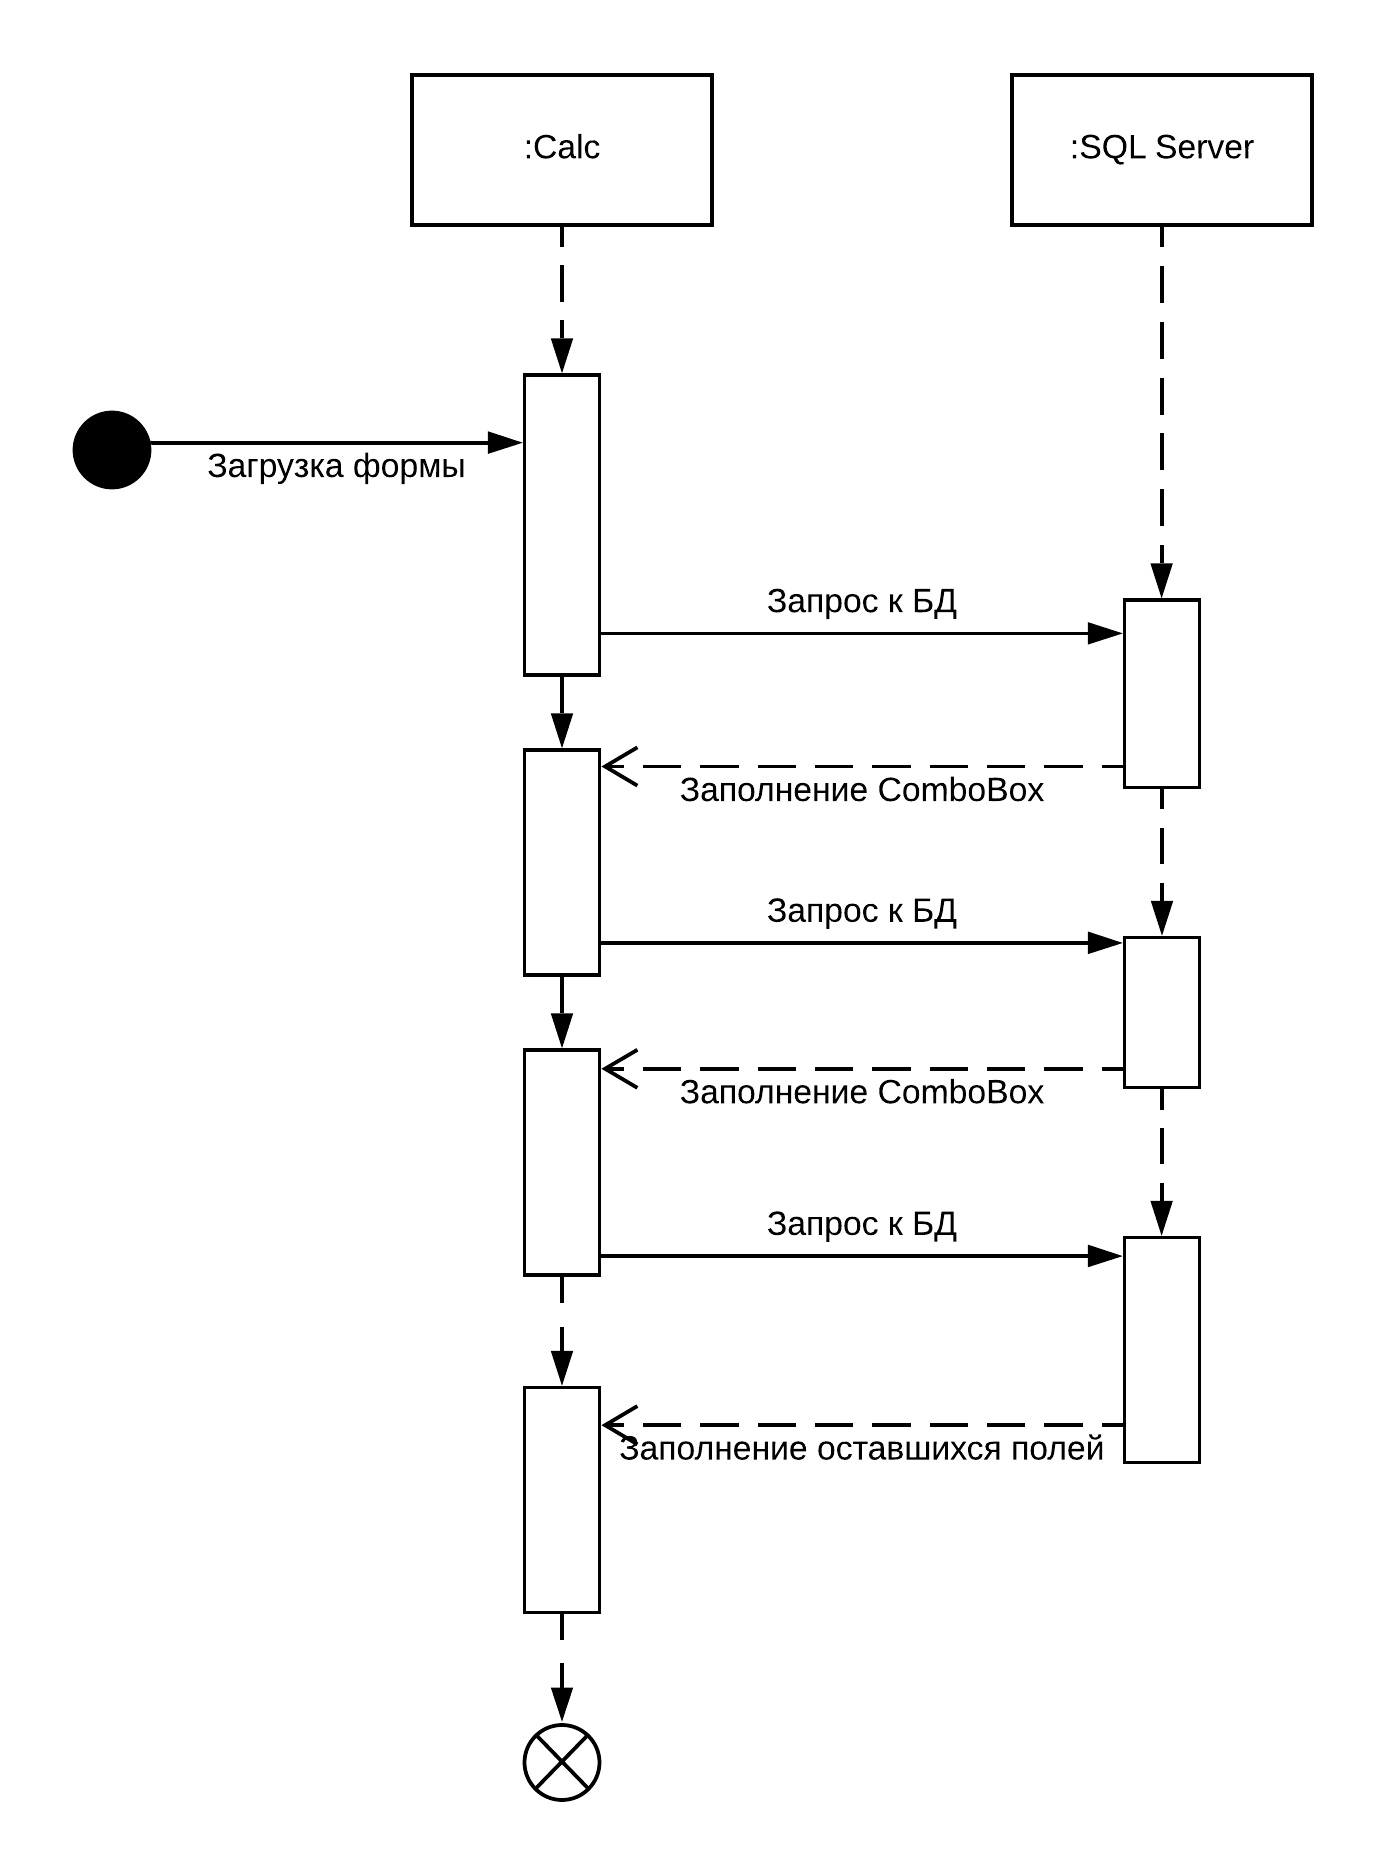 :Calc
:SQL Server
Загрузка формы
Запрос к БД
Заполнение ComboBox
Запрос к БД
Заполнение ComboBox
Запрос к БД
Заполнение оставшихся полей